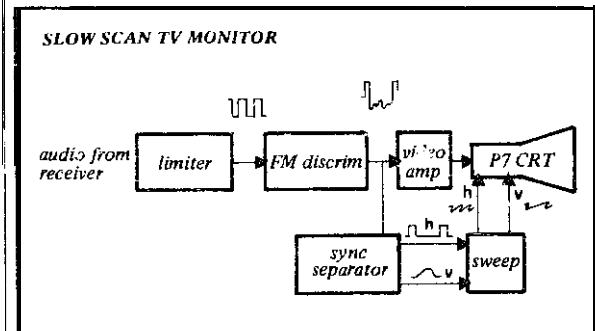 SLOW SCAN TV MONITOR
audio from
receiver
limiter
FM discrim
video
amp
P7 CRT
h
v
sync
separator
h
v
sweep